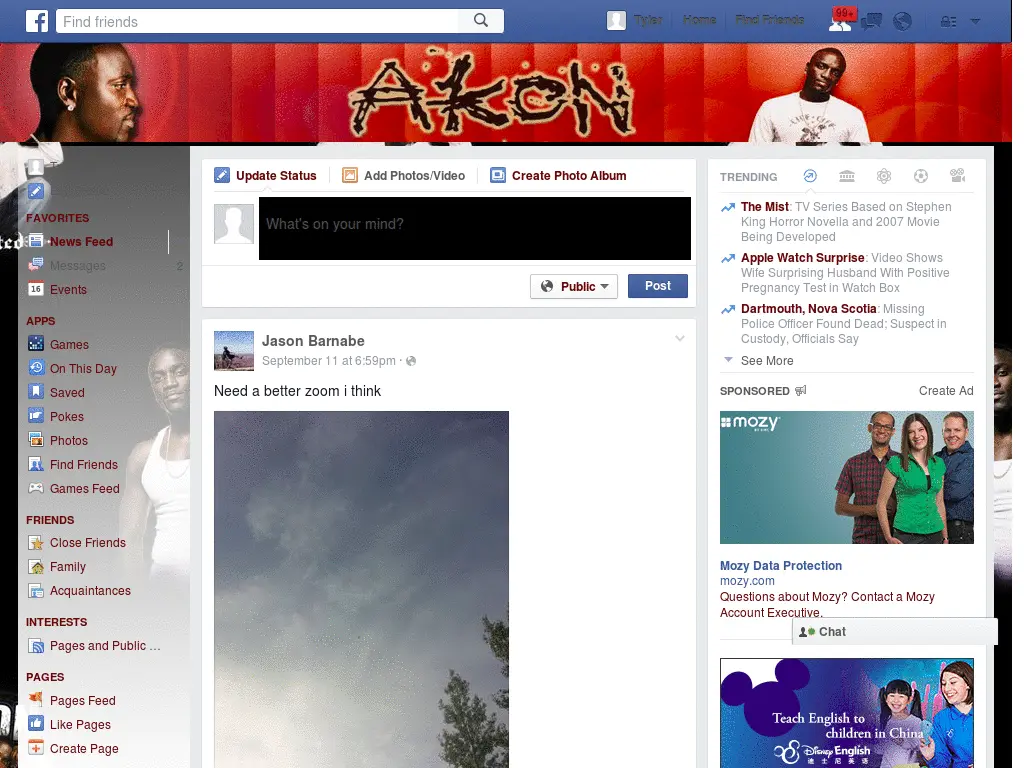 Find friends
Tyler
Home
Find Friends
99+
AKON
T
FAVORITES
News Feed
Messages
2
16
Events
APPS
Games
On This Day
Saved
Pokes
Photos
Find Friends
Games Feed
FRIENDS
Close Friends
Family
Acquaintances
INTERESTS
Pages and Public ...
PAGES
Pages Feed
Like Pages
Create Page
Update Status
Add Photos/Video
Create Photo Album
What's on your mind?
Public
Post
Jason Barnabe
September 11 at 6:59pm ·
Need a better zoom i think
TRENDING
The Mist: TV Series Based on Stephen
King Horror Novella and 2007 Movie
Being Developed
Apple Watch Surprise: Video Shows
Wife Surprising Husband With Positive
Pregnancy Test in Watch Box
Dartmouth, Nova Scotia: Missing
Police Officer Found Dead; Suspect in
Custody, Officials Say
See More
SPONSORED
Create Ad
mozy
Mozy Data Protection
mozy.com
Questions about Mozy? Contact a Mozy
Account Executive.
Chat
Teach English to
children in China
Disney English
迪士尼英语